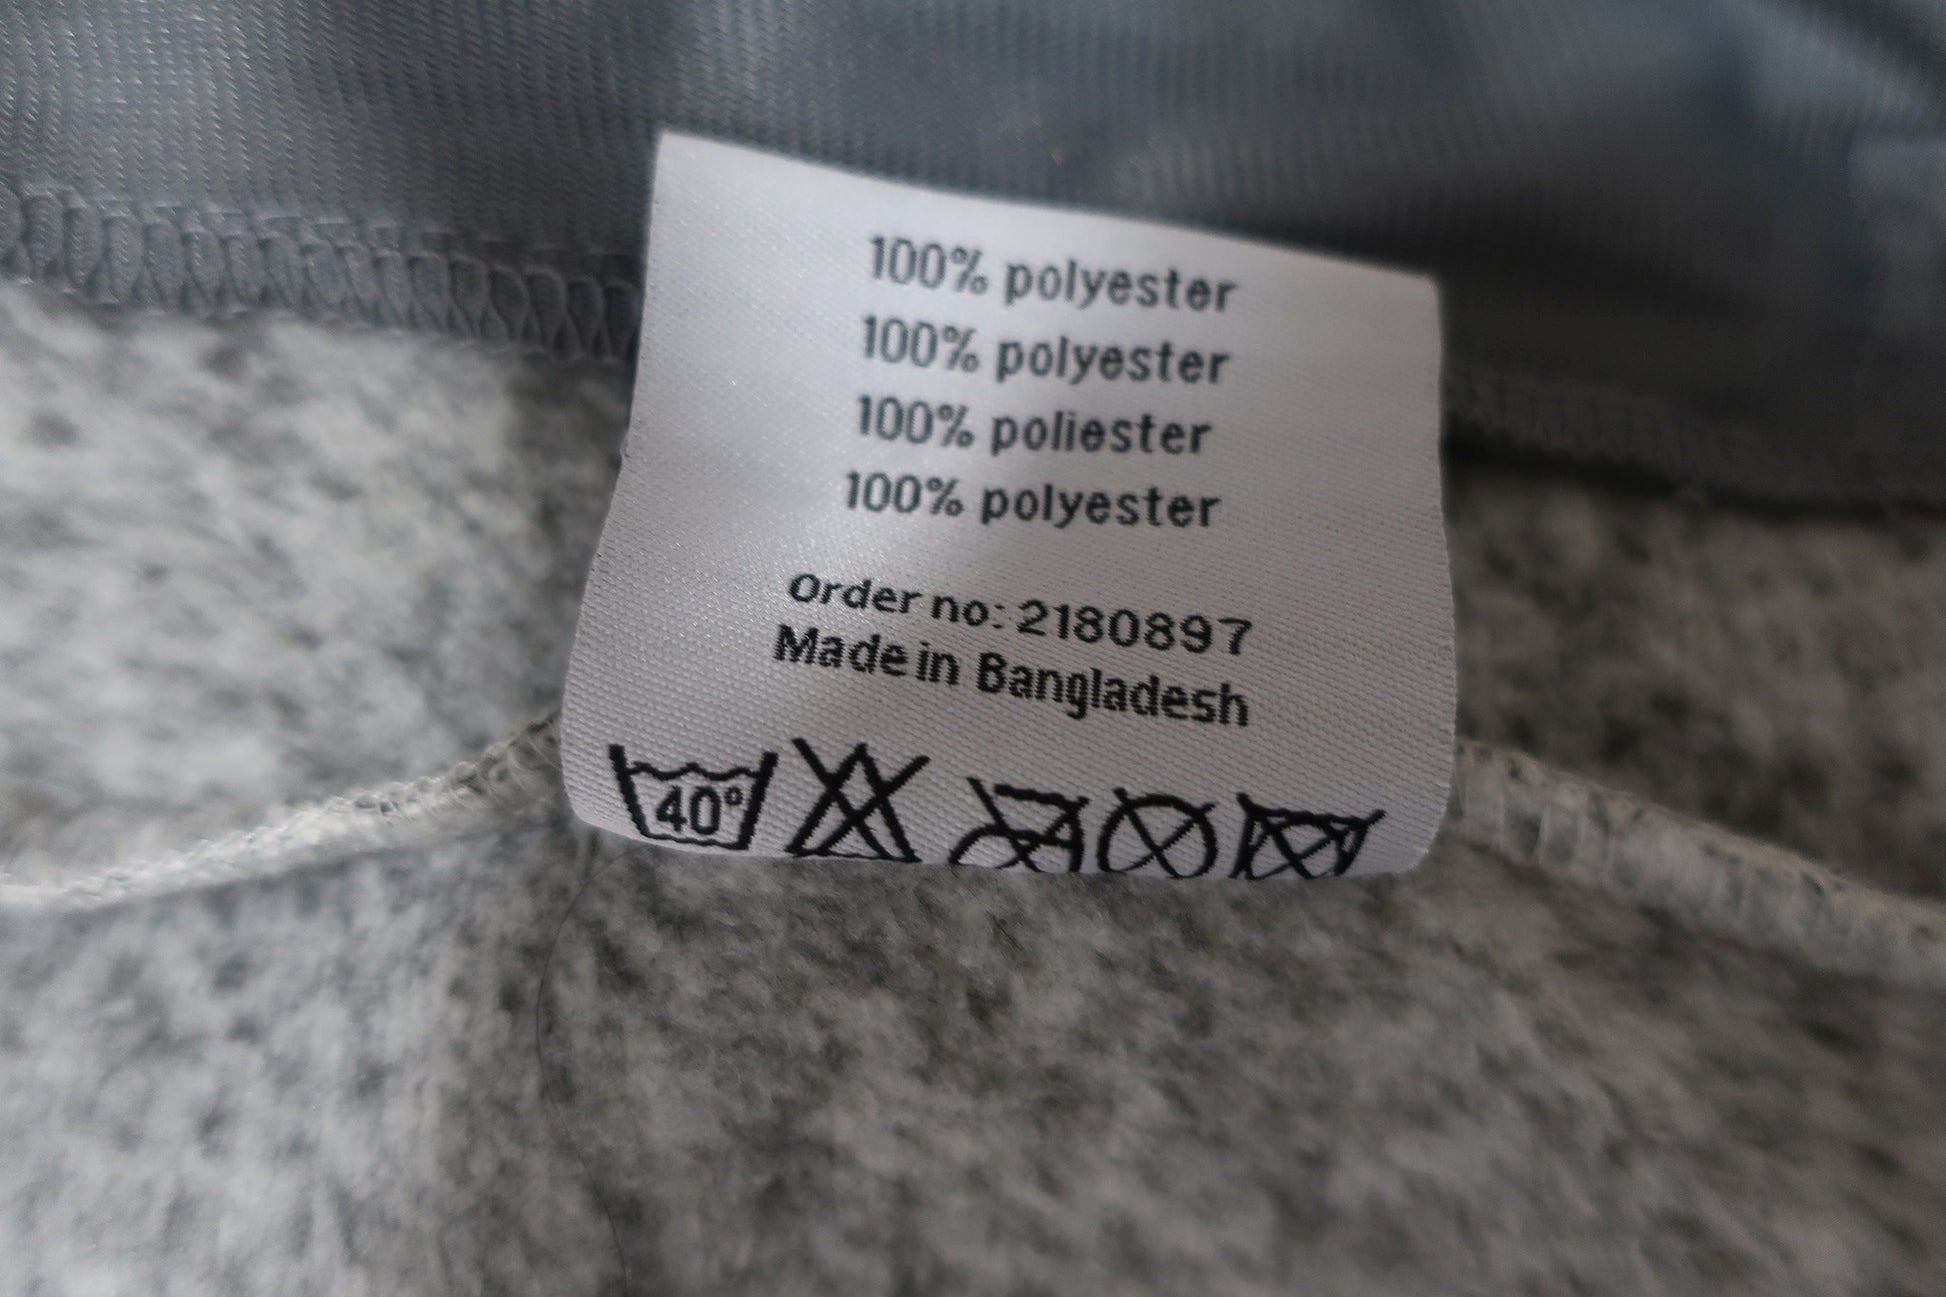 100% polyester
100% polyester
100% poliester
100% polyester
Order no: 2180897
Made in Bangladesh
40°